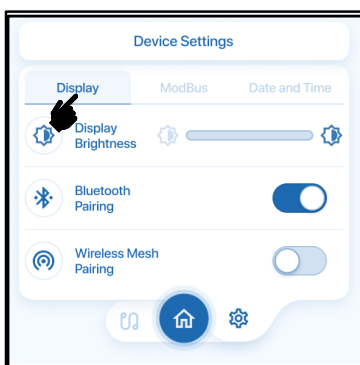 Device Settings
Display ModBus Date and Time
Display
Brightness
Bluetooth
Pairing
Wireless Mesh
Pairing